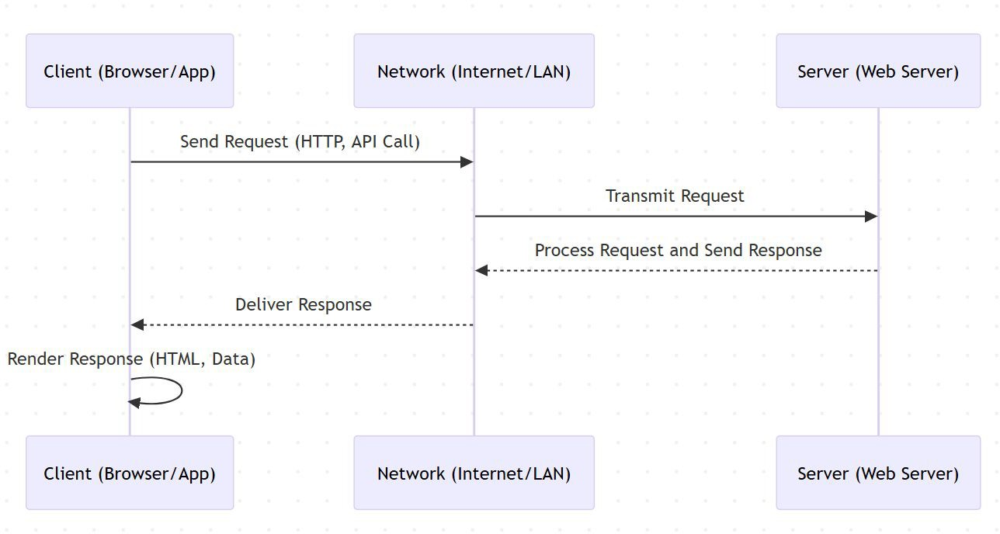 Client (Browser/App)
Network (Internet/LAN)
Server (Web Server)
Send Request (HTTP, API Call)
Transmit Request
Process Request and Send Response
Deliver Response
Render Response (HTML, Data)
Client (Browser/App)
Network (Internet/LAN)
Server (Web Server)